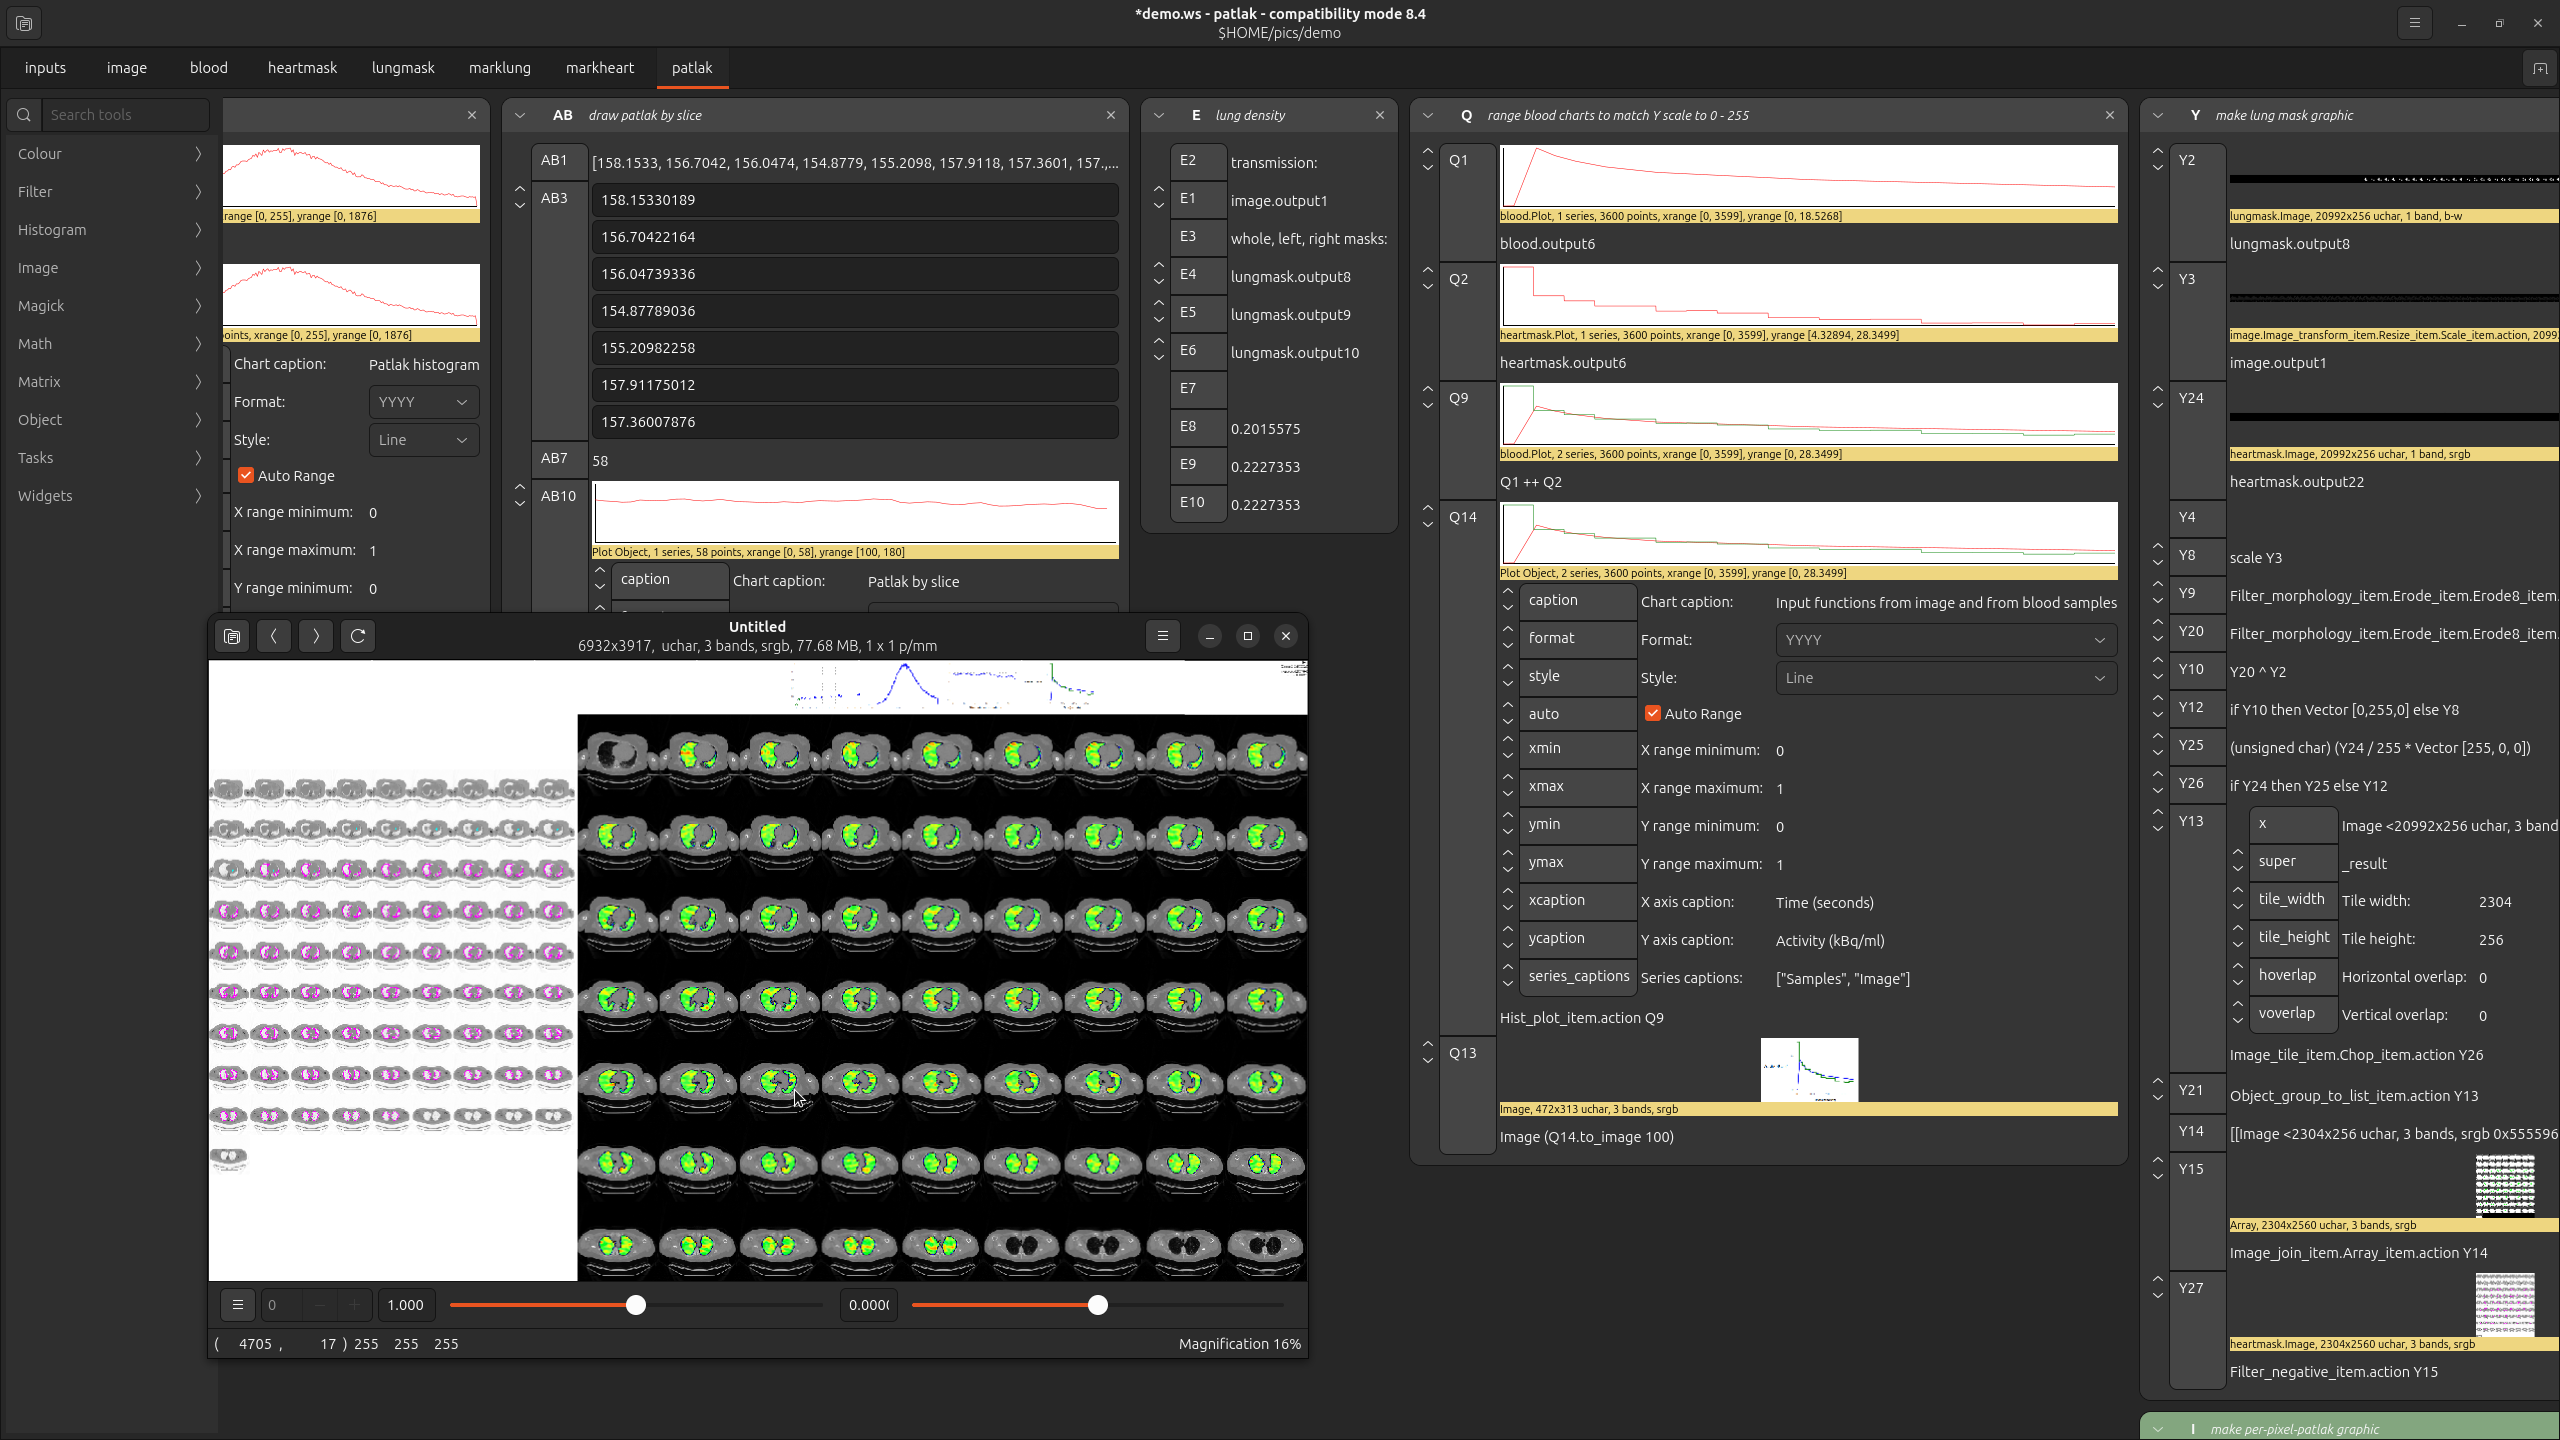 *demo.ws - patlak - compatibility mode 8.4
$HOME/pics/demo
inputs
image
blood
heartmask
lungmask
marklung
markheart
patlak
Search tools
Colour
Filter
Histogram
Image
Magick
Math
Matrix
Object
Tasks
Widgets
range [0, 255], yrange [0, 1876]
oints, xrange [0, 255], yrange [0, 1876]
Chart caption: Patlak histogram
Format: YYYY
Style: Line
Auto Range
X range minimum: 0
X range maximum: 1
Y range minimum: 0
AB draw patlak by slice
AB1 [158.1533, 156.7042, 156.0474, 154.8779, 155.2098, 157.9118, 157.3601, 157.,...
AB3 158.15330189
156.70422164
156.04739336
154.87789036
155.20982258
157.91175012
157.36007876
AB7 58
AB10
Plot Object, 1 series, 58 points, xrange [0, 58], yrange [100, 180]
caption Chart caption: Patlak by slice
E lung density
E2 transmission:
E1 image.output1
E3 whole, left, right masks:
E4 lungmask.output8
E5 lungmask.output9
E6 lungmask.output10
E7
E8 0.2015575
E9 0.2227353
E10 0.2227353
Q range blood charts to match Y scale to 0 - 255
Q1
blood.Plot, 1 series, 3600 points, xrange [0, 3599], yrange [0, 18.5268]
blood.output6
Q2
heartmask.Plot, 1 series, 3600 points, xrange [0, 3599], yrange [4.32894, 28.3499]
heartmask.output6
Q9
blood.Plot, 2 series, 3600 points, xrange [0, 3599], yrange [0, 28.3499]
Q1 ++ Q2
Q14
Plot Object, 2 series, 3600 points, xrange [0, 3599], yrange [0, 28.3499]
caption Chart caption: Input functions from image and from blood samples
format Format: YYYY
style Style: Line
auto Auto Range
xmin X range minimum: 0
xmax X range maximum: 1
ymin Y range minimum: 0
ymax Y range maximum: 1
xcaption X axis caption: Time (seconds)
ycaption Y axis caption: Activity (kBq/ml)
series_captions Series captions: ["Samples", "Image"]
Hist_plot_item.action Q9
Q13
Image, 472x313 uchar, 3 bands, srgb
Image (Q14.to_image 100)
Y make lung mask graphic
Y2
lungmask.Image, 20992x256 uchar, 1 band, b-w
lungmask.output8
Y3
image.Image_transform_item.Resize_item.Scale_item.action, 2099
image.output1
Y24
heartmask.Image, 20992x256 uchar, 1 band, srgb
heartmask.output22
Y4
Y8 scale Y3
Y9 Filter_morphology_item.Erode_item.Erode8_item.
Y20 Filter_morphology_item.Erode_item.Erode8_item.
Y10 Y20 ^ Y2
Y12 if Y10 then Vector [0,255,0] else Y8
Y25 (unsigned char) (Y24 / 255 * Vector [255, 0, 0])
Y26 if Y24 then Y25 else Y12
Y13 x Image <20992x256 uchar, 3 band
super _result
tile_width Tile width: 2304
tile_height Tile height: 256
hoverlap Horizontal overlap: 0
voverlap Vertical overlap: 0
Image_tile_item.Chop_item.action Y26
Y21 Object_group_to_list_item.action Y13
Y14 [[Image <2304x256 uchar, 3 bands, srgb 0x555596
Y15
Array, 2304x2560 uchar, 3 bands, srgb
Image_join_item.Array_item.action Y14
Y27
heartmask.Image, 2304x2560 uchar, 3 bands, srgb
Filter_negative_item.action Y15
I make per-pixel-patlak graphic
Untitled
6932x3917, uchar, 3 bands, srgb, 77.68 MB, 1 x 1 p/mm
0 1.000 0.000
( 4705 , 17 ) 255 255 255
Magnification 16%